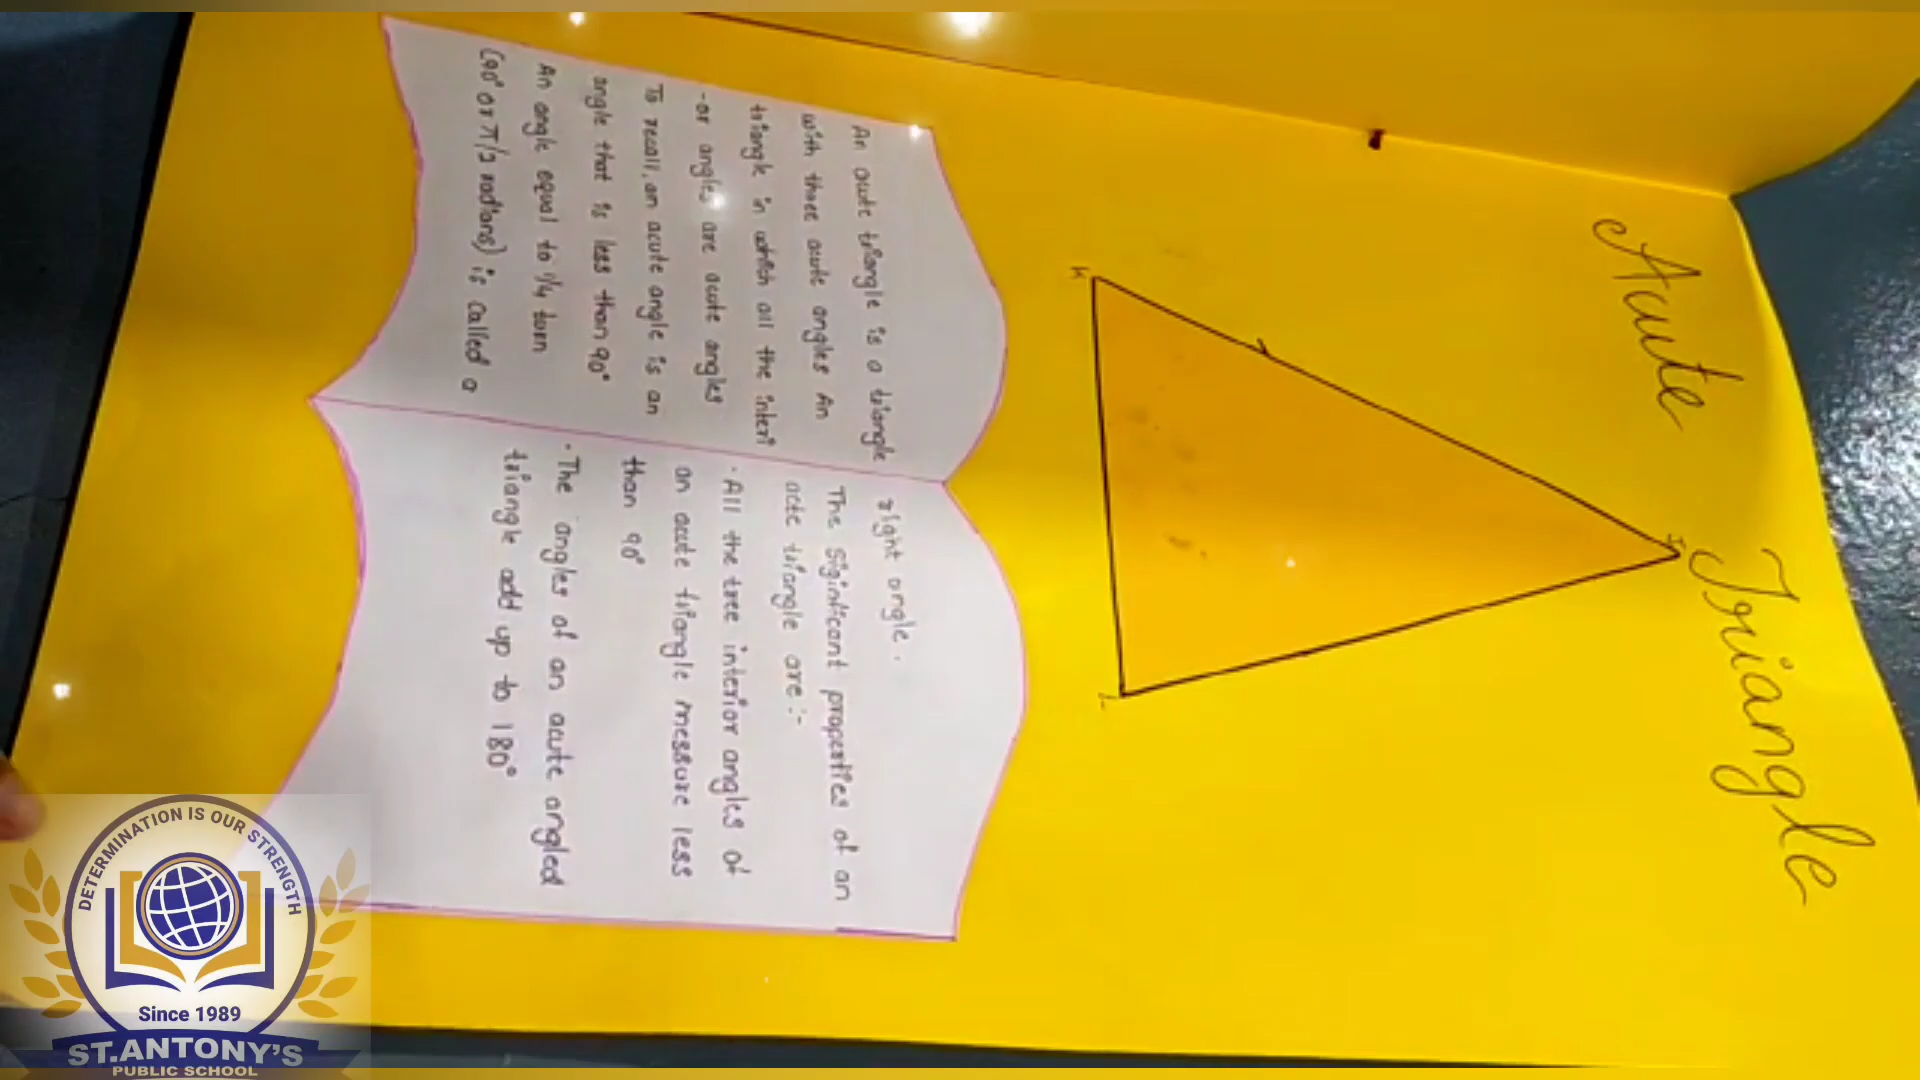 Acute Triangle
J
K
L
An acute triangle is a triangle
with three acute angles An
triangle in which all the interi
-or angles are acute angles
To recall, an acute angle is an
angle that is less than 90°
An angle equal to 1/4 turn
(90° or π/2 radians) is called a
right angle.
The siginticant properties of an
acte triangle are :-
· All the tree interior angles of
an acute triangle messure less
than 90°
· The angles of an acute angled
triangle add up to 180°
DETERMINATION IS OUR STRENGTH
Since 1989
ST.ANTONY'S
PUBLIC SCHOOL